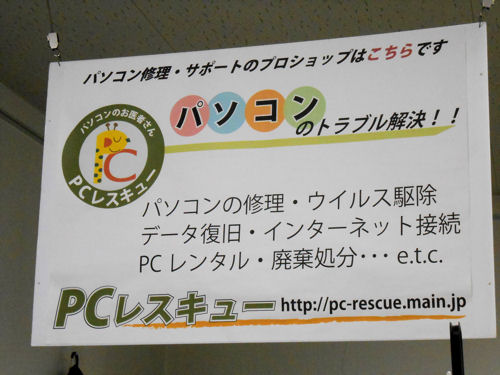 パソコン修理・サポートのプロショップはこちらです
パソコンのお医者さん
PC
PCレスキュー
パソコン
のトラブル解決！！
パソコンの修理・ウイルス駆除
データ復旧・インターネット接続
PCレンタル・廃棄処分･･･ e.t.c.
PCレスキュー http://pc-rescue.main.jp